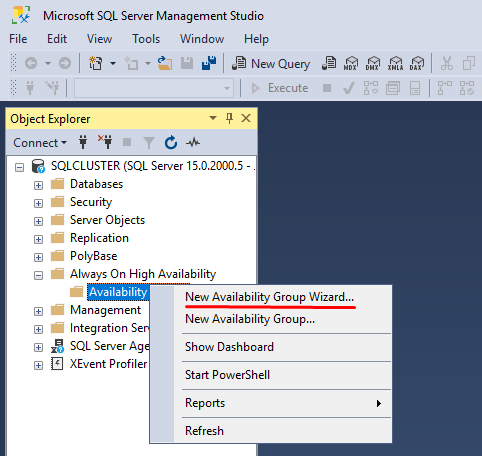 Microsoft SQL Server Management Studio
File Edit View Tools Window Help
New Query MDX DMX XMLA DAX
Execute
Object Explorer
Connect
SQLCLUSTER (SQL Server 15.0.2000.5 - .
Databases
Security
Server Objects
Replication
PolyBase
Always On High Availability
Availability
New Availability Group Wizard...
Management
New Availability Group...
Integration Ser
SQL Server Age
Show Dashboard
XEvent Profiler
Start PowerShell
Reports
Refresh